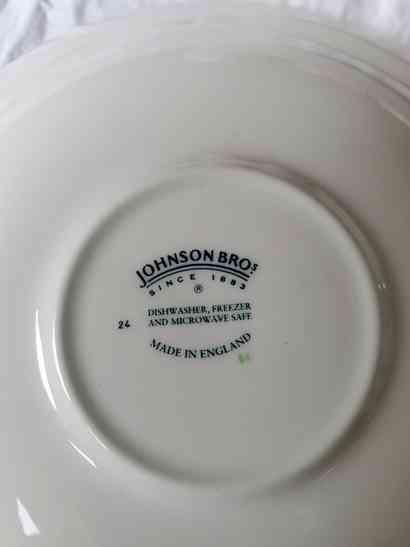 JOHNSON BROS
SINCE 1883
®
DISHWASHER, FREEZER
24 AND MICROWAVE SAFE
MADE IN ENGLAND